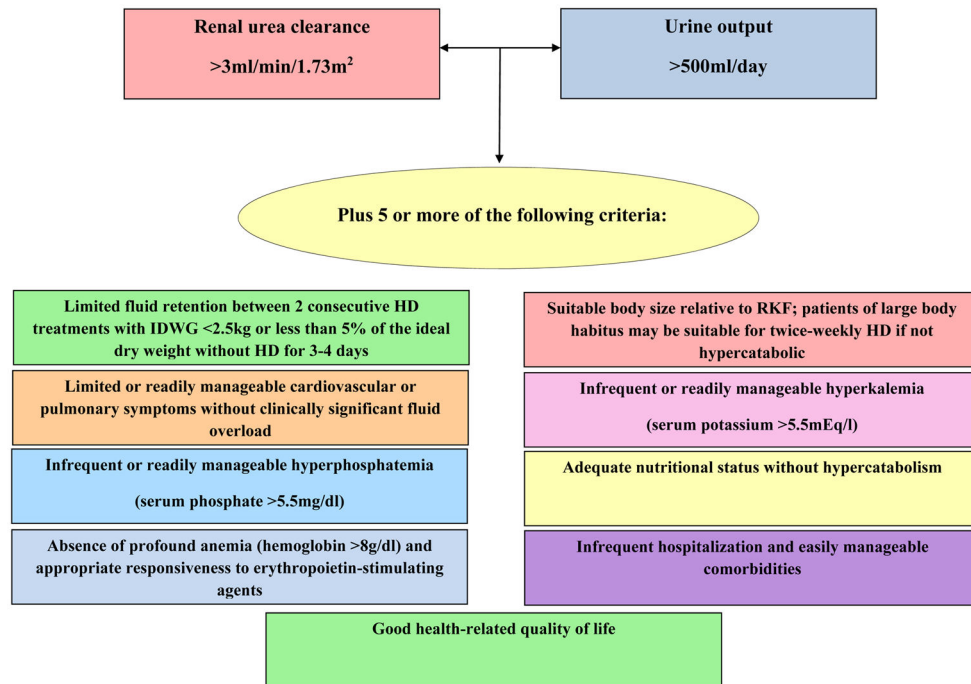 Renal urea clearance
>3ml/min/1.73m²
Urine output
>500ml/day
Plus 5 or more of the following criteria:
Limited fluid retention between 2 consecutive HD
treatments with IDWG <2.5kg or less than 5% of the ideal
dry weight without HD for 3-4 days
Suitable body size relative to RKF; patients of large body
habitus may be suitable for twice-weekly HD if not
hypercatabolic
Limited or readily manageable cardiovascular or
pulmonary symptoms without clinically significant fluid
overload
Infrequent or readily manageable hyperkalemia
(serum potassium >5.5mEq/l)
Infrequent or readily manageable hyperphosphatemia
(serum phosphate >5.5mg/dl)
Adequate nutritional status without hypercatabolism
Absence of profound anemia (hemoglobin >8g/dl) and
appropriate responsiveness to erythropoietin-stimulating
agents
Infrequent hospitalization and easily manageable
comorbidities
Good health-related quality of life